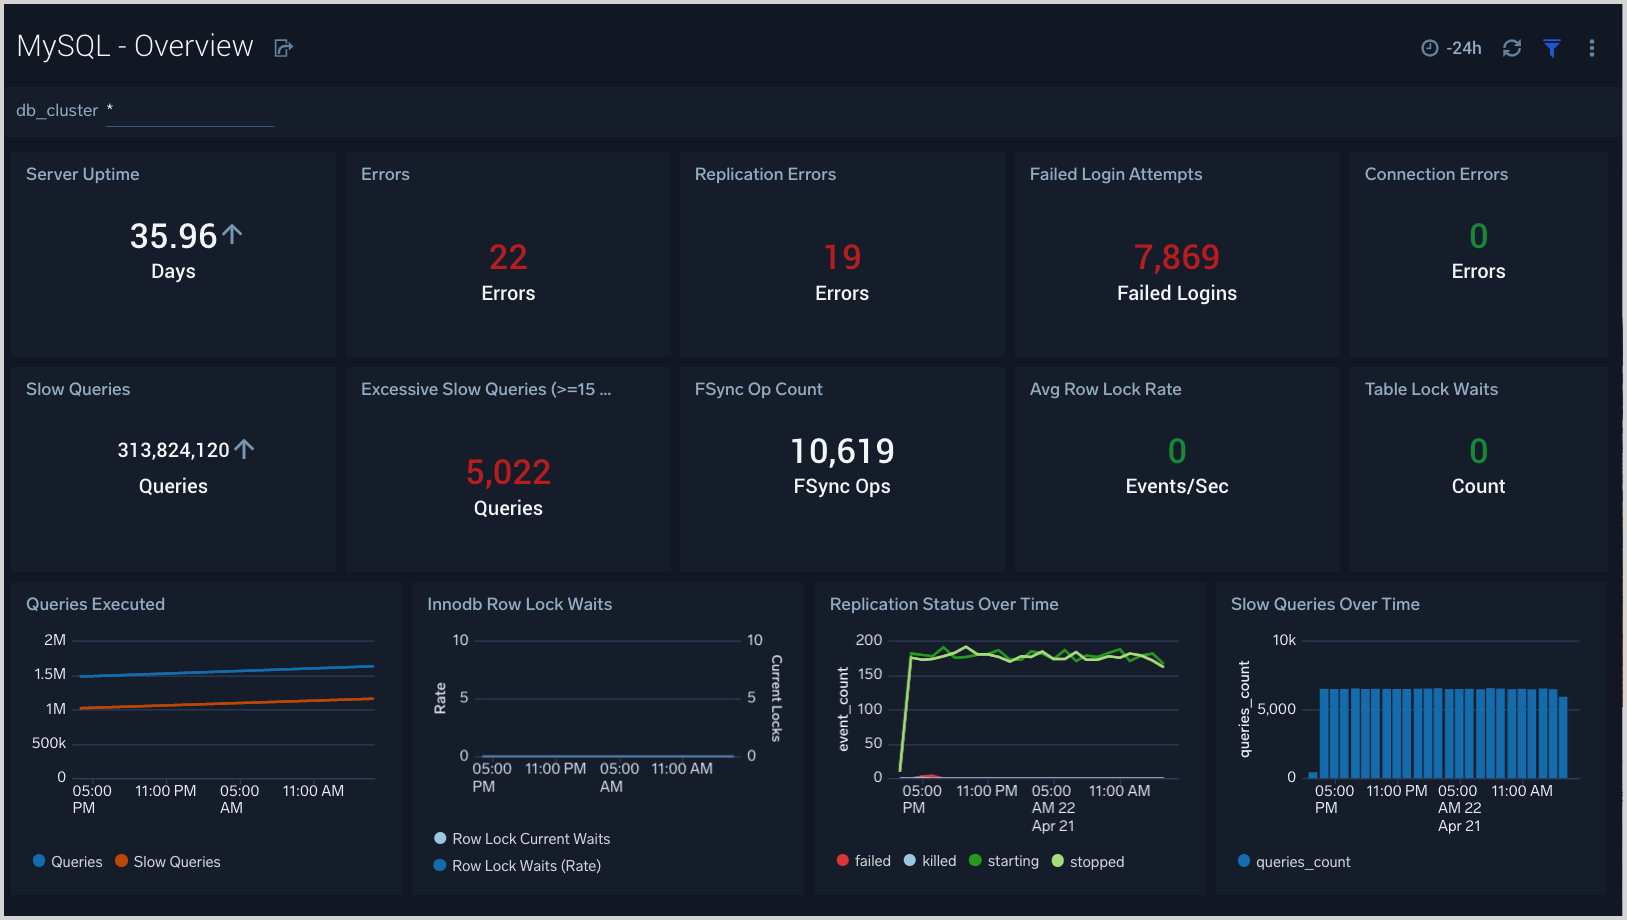 MySQL - Overview
-24h
db_cluster *
Server Uptime
35.96
Days
Errors
22
Errors
Replication Errors
19
Errors
Failed Login Attempts
7,869
Failed Logins
Connection Errors
0
Errors
Slow Queries
313,824,120
Queries
Excessive Slow Queries (>=15 ...
5,022
Queries
FSync Op Count
10,619
FSync Ops
Avg Row Lock Rate
0
Events/Sec
Table Lock Waits
0
Count
Queries Executed
2M
1.5M
1M
500k
0
05:00 PM
11:00 PM
05:00 AM
11:00 AM
Queries
Slow Queries
Innodb Row Lock Waits
Rate
10
5
0
10
5
0
Current Locks
05:00 PM
11:00 PM
05:00 AM
11:00 AM
Row Lock Current Waits
Row Lock Waits (Rate)
Replication Status Over Time
event_count
200
150
100
50
0
05:00 PM
11:00 PM
05:00 AM 22 Apr 21
11:00 AM
failed
killed
starting
stopped
Slow Queries Over Time
queries_count
10k
5,000
0
05:00 PM
11:00 PM
05:00 AM 22 Apr 21
11:00 AM
queries_count